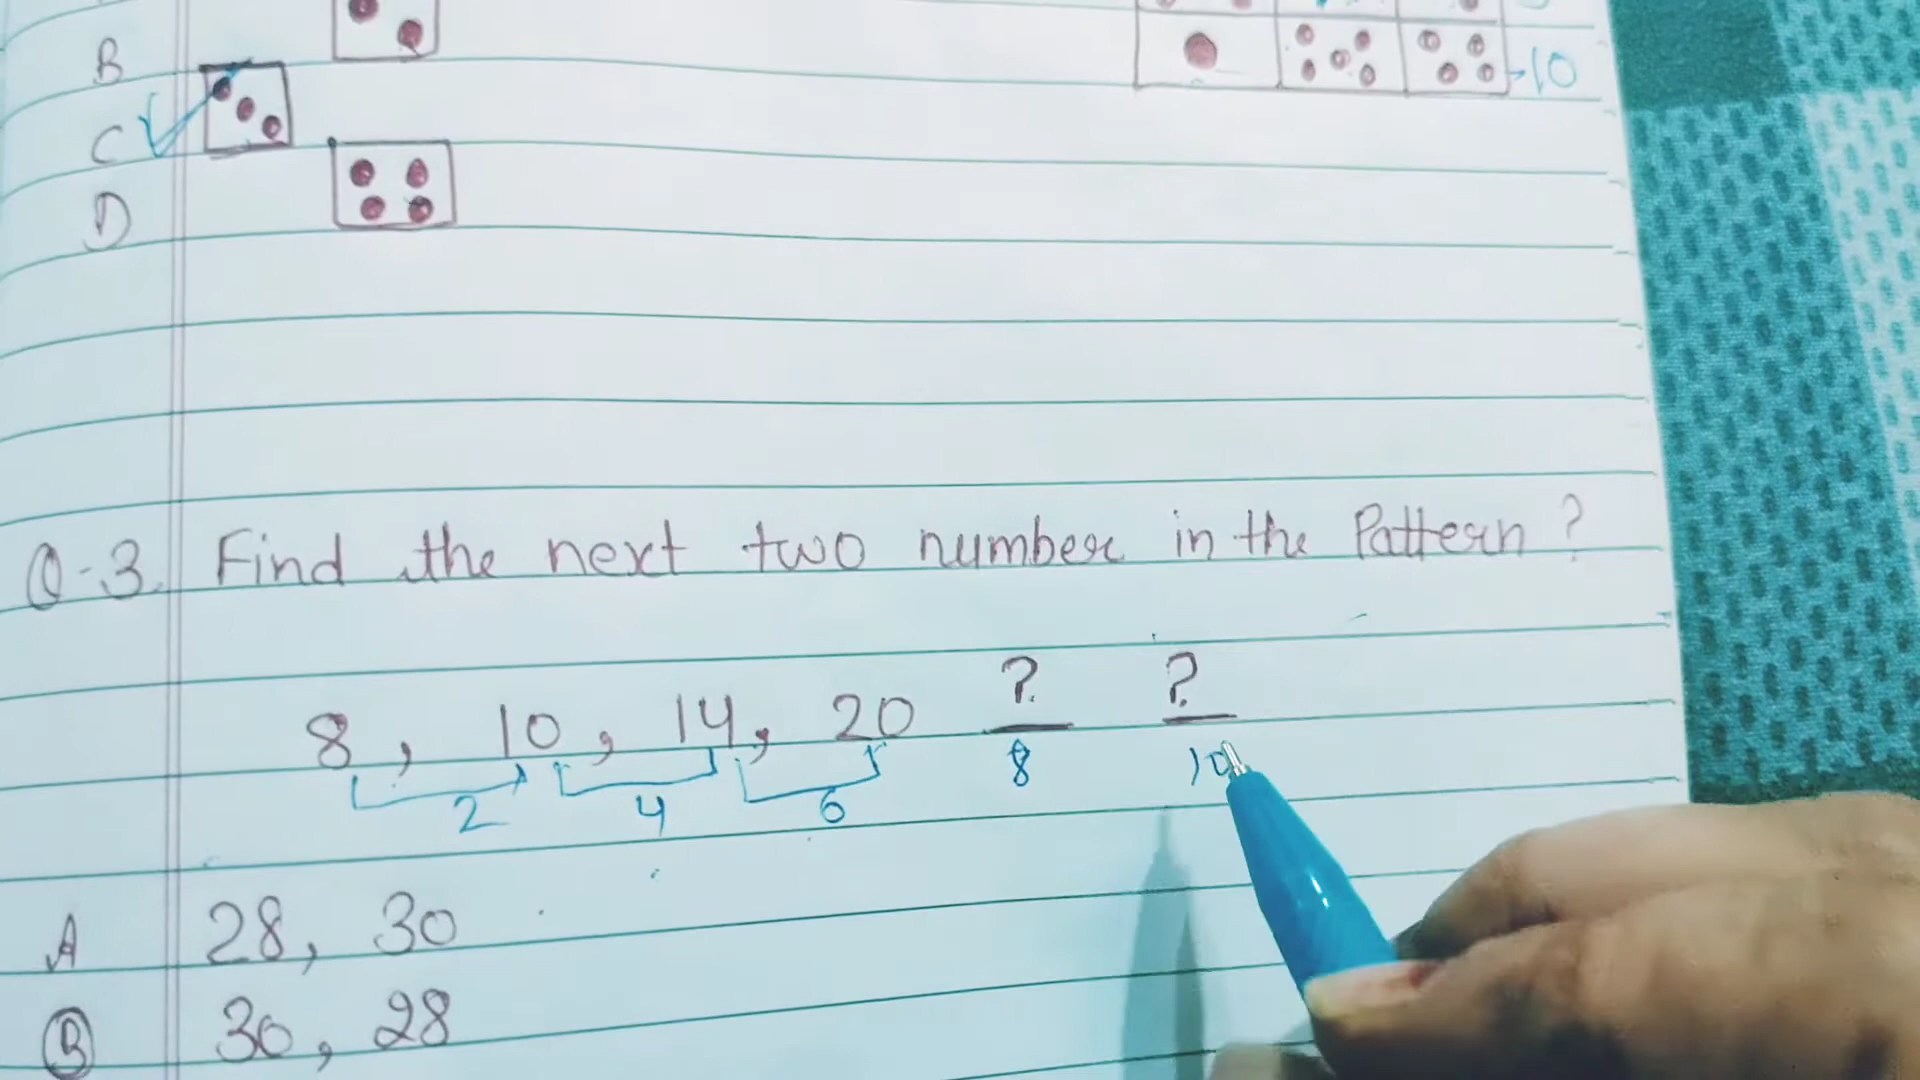 B
→10
C
D
Q-3. Find the next two number in the Pattern?
8, 10, 14, 20 ? ?
2 4 6 8 10
A 28, 30
B 30, 28